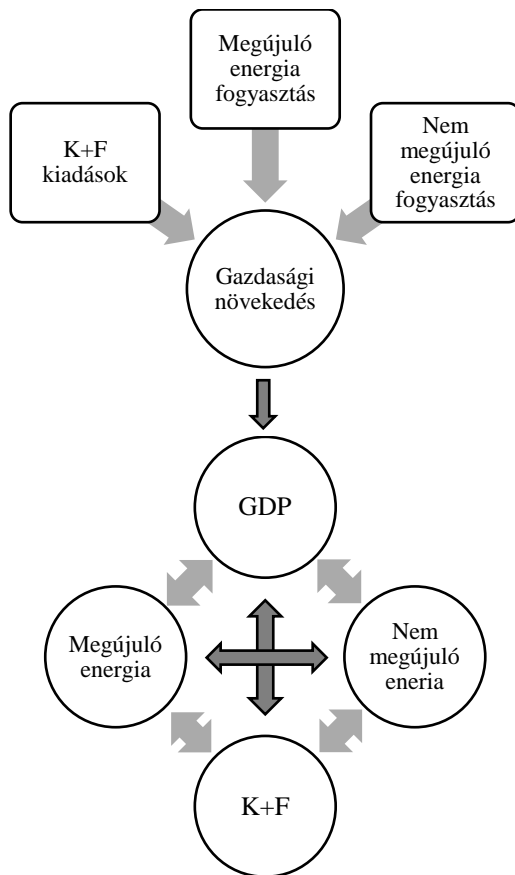 Megújuló
energia
fogyasztás
K+F
kiadások
Nem
megújuló
energia
fogyasztás
Gazdasági
növekedés
GDP
Megújuló
energia
Nem
megújuló
eneria
K+F